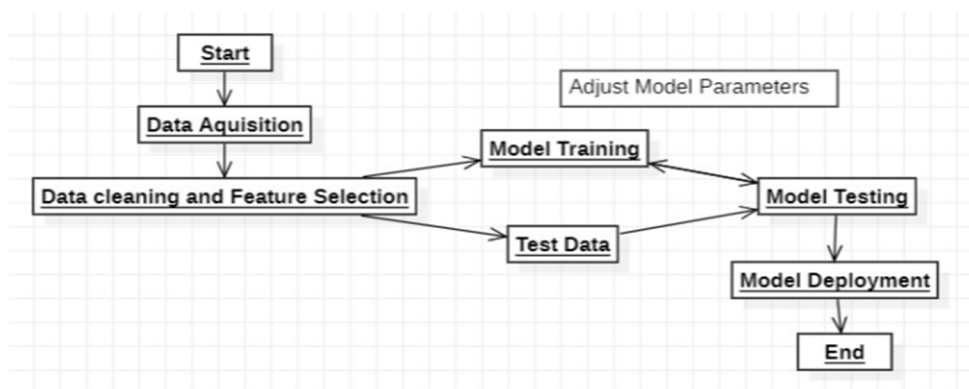 Start
Data Aquisition
Data cleaning and Feature Selection
Adjust Model Parameters
Model Training
Test Data
Model Testing
Model Deployment
End